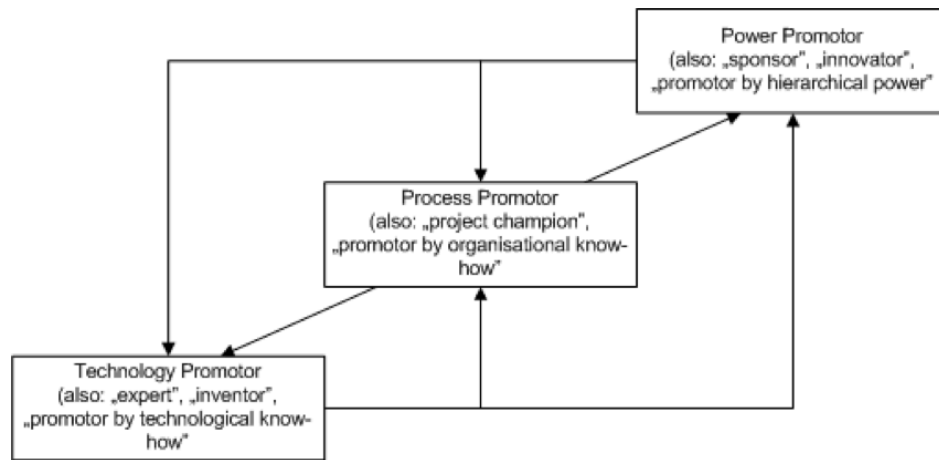 Power Promotor
(also: „sponsor”, „innovator”,
„promotor by hierarchical power”
Process Promotor
(also: „project champion”,
„promotor by organisational know-
how”
Technology Promotor
(also: „expert”, „inventor”,
„promotor by technological know-
how”